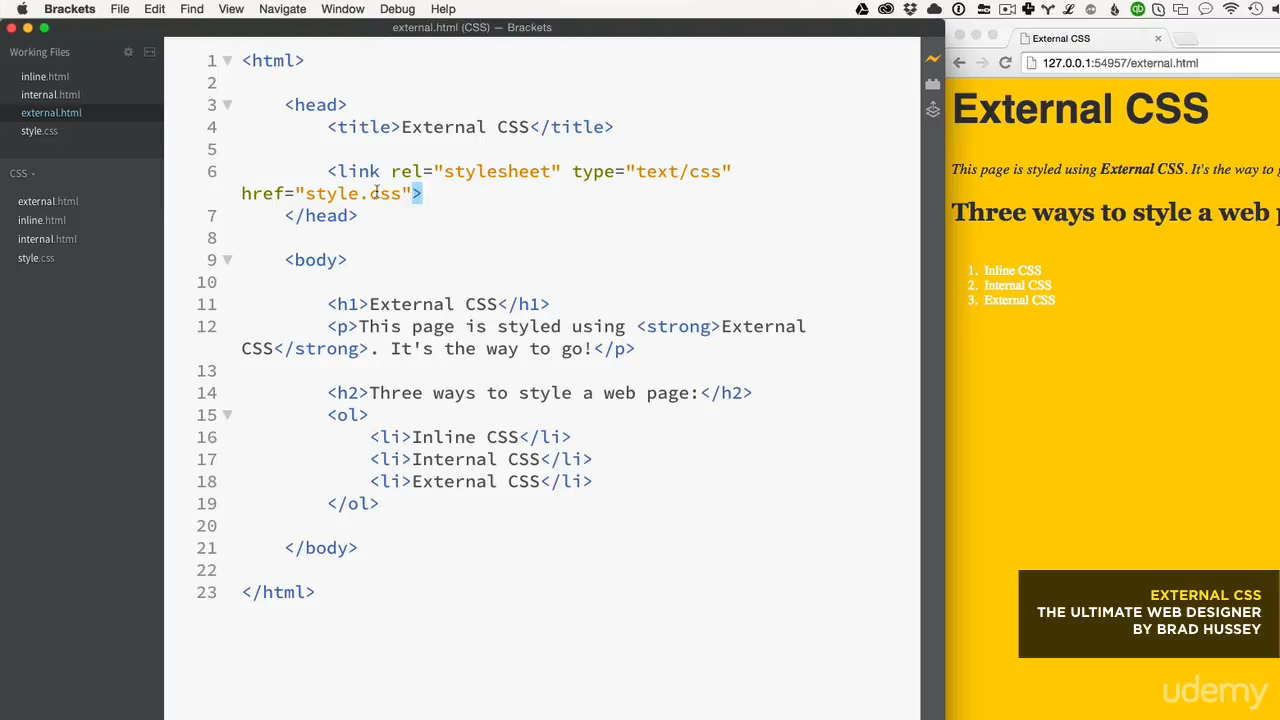 Brackets File Edit View Navigate Window Debug Help
external.html (CSS) — Brackets
Working Files
inline.html
internal.html
external.html
style.css
CSS
external.html
inline.html
internal.html
style.css
1 <html>
2
3 <head>
4 <title>External CSS</title>
5
6 <link rel="stylesheet" type="text/css"
href="style.css">
7 </head>
8
9 <body>
10
11 <h1>External CSS</h1>
12 <p>This page is styled using <strong>External
CSS</strong>. It's the way to go!</p>
13
14 <h2>Three ways to style a web page:</h2>
15 <ol>
16 <li>Inline CSS</li>
17 <li>Internal CSS</li>
18 <li>External CSS</li>
19 </ol>
20
21 </body>
22
23 </html>
External CSS
127.0.0.1:54957/external.html
External CSS
This page is styled using External CSS. It's the way to g
Three ways to style a web p
1. Inline CSS
2. Internal CSS
3. External CSS
EXTERNAL CSS
THE ULTIMATE WEB DESIGNER
BY BRAD HUSSEY
udemy